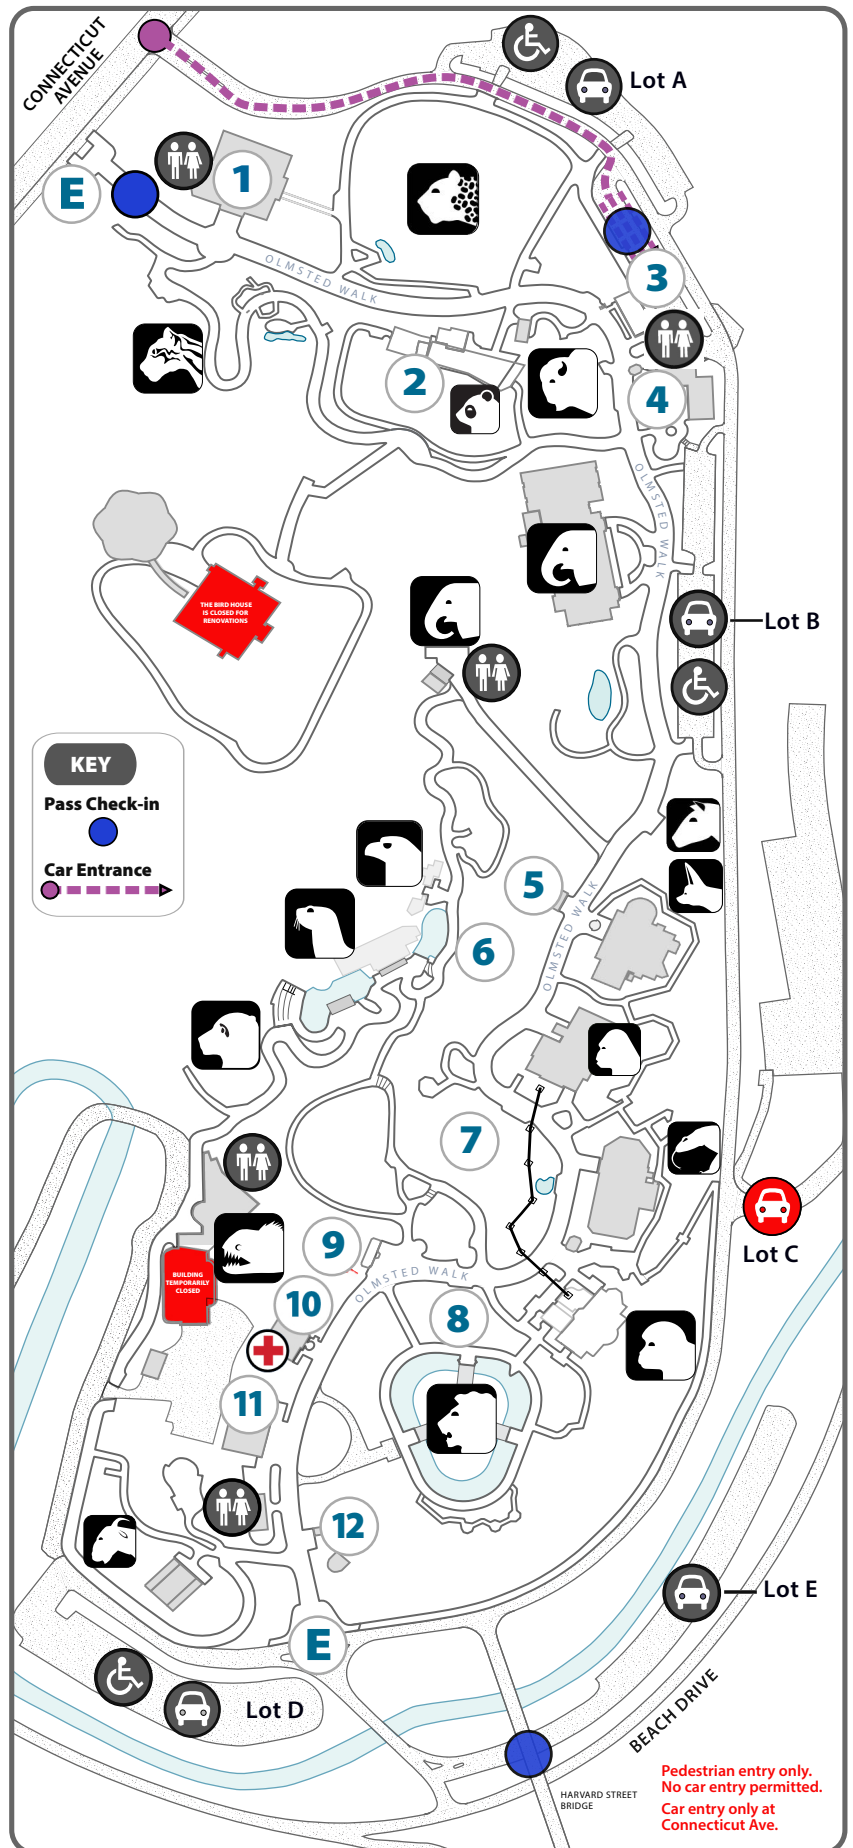 CONNECTICUT
AVENUE
Lot A
E
1
3
OLMSTED WALK
2
4
OLMSTED WALK
THE BIRD HOUSE
IS CLOSED FOR
RENOVATIONS
Lot B
KEY
Pass Check-in
Car Entrance
5
OLMSTED WALK
6
7
Lot C
9
OLMSTED WALK
BUILDING
TEMPORARILY
CLOSED
10
8
11
12
Lot E
E
Lot D
BEACH DRIVE
HARVARD STREET
BRIDGE
Pedestrian entry only.
No car entry permitted.
Car entry only at
Connecticut Ave.